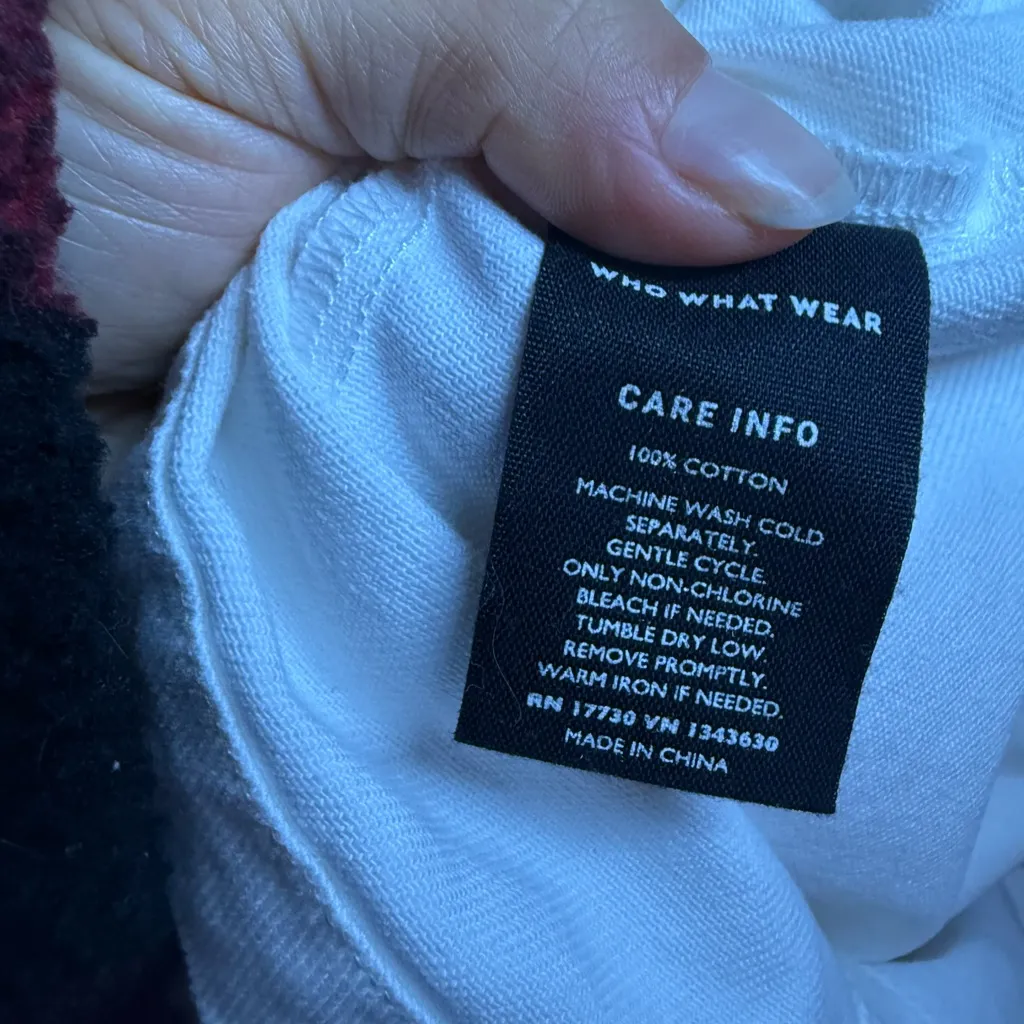 WHO WHAT WEAR
CARE INFO
100% COTTON
MACHINE WASH COLD
SEPARATELY.
GENTLE CYCLE.
ONLY NON-CHLORINE
BLEACH IF NEEDED.
TUMBLE DRY LOW.
REMOVE PROMPTLY.
WARM IRON IF NEEDED.
RN 17730 VN 1343630
MADE IN CHINA